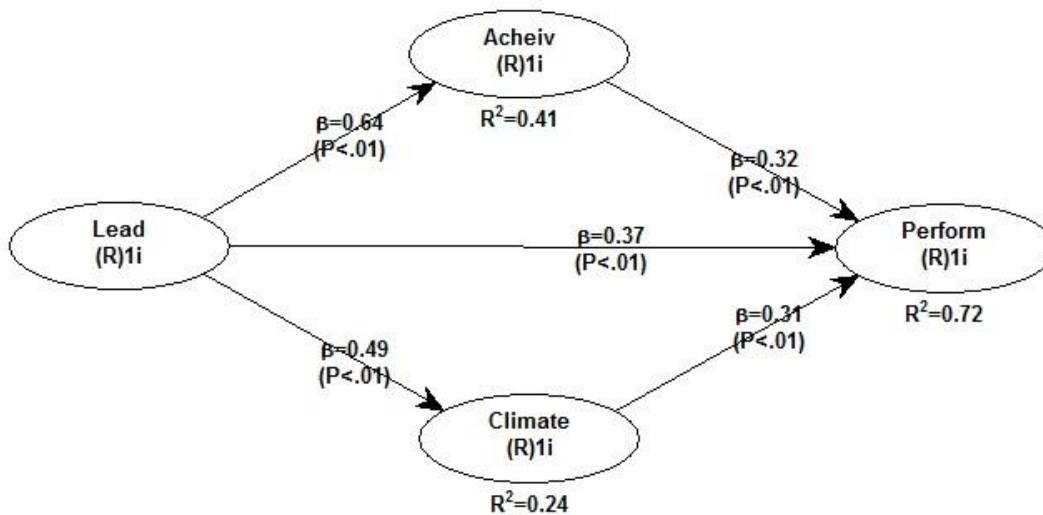 Acheiv
(R)1i
R²=0.41
β=0.64
(P<.01)
β=0.32
(P<.01)
Lead
(R)1i
β=0.37
(P<.01)
Perform
(R)1i
R²=0.72
β=0.49
(P<.01)
β=0.31
(P<.01)
Climate
(R)1i
R²=0.24